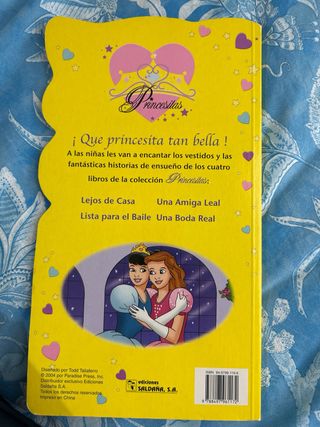 Princesitas
¡ Que princesita tan bella !
A las niñas les van a encantar los vestidos y las
fantásticas historias de ensueño de los cuatro
libros de la colección Princesitas:
Lejos de Casa Una Amiga Leal
Lista para el Baile Una Boda Real
Diseñado por Todd Taliaferro
© 2004 por Paradise Press, Inc.
Distribuidor exclusivo Ediciones
Saldaña S.A.
Todos los derechos reservados.
Impreso en China
ediciones
SALDAÑA, S.A.